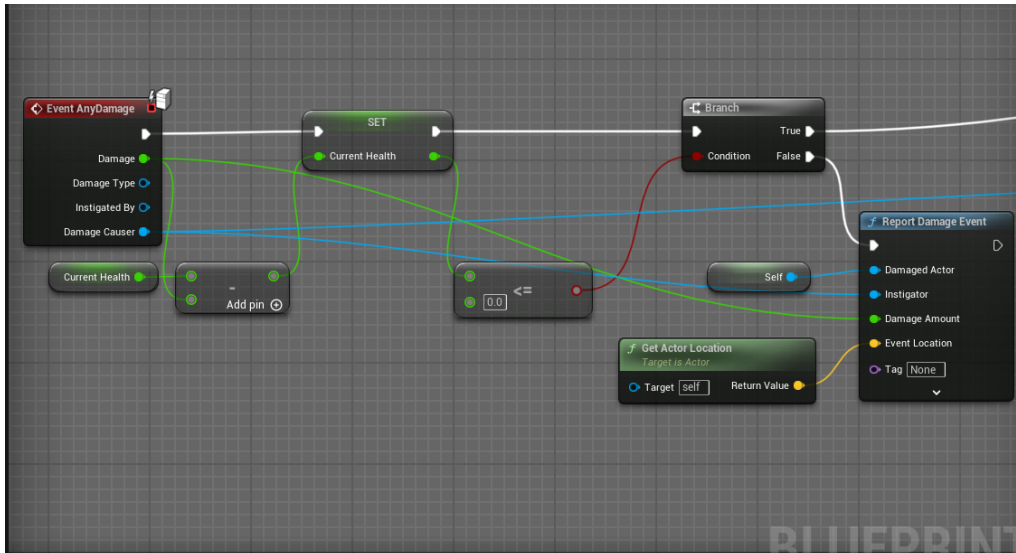 Event AnyDamage
Damage
Damage Type
Instigated By
Damage Causer
SET
Current Health
Branch
True
Condition
False
Current Health
-
Add pin
0.0
<=
Self
f Report Damage Event
Damaged Actor
Instigator
Damage Amount
Event Location
Tag None
f Get Actor Location
Target is Actor
Target self
Return Value
BLUEPRINT